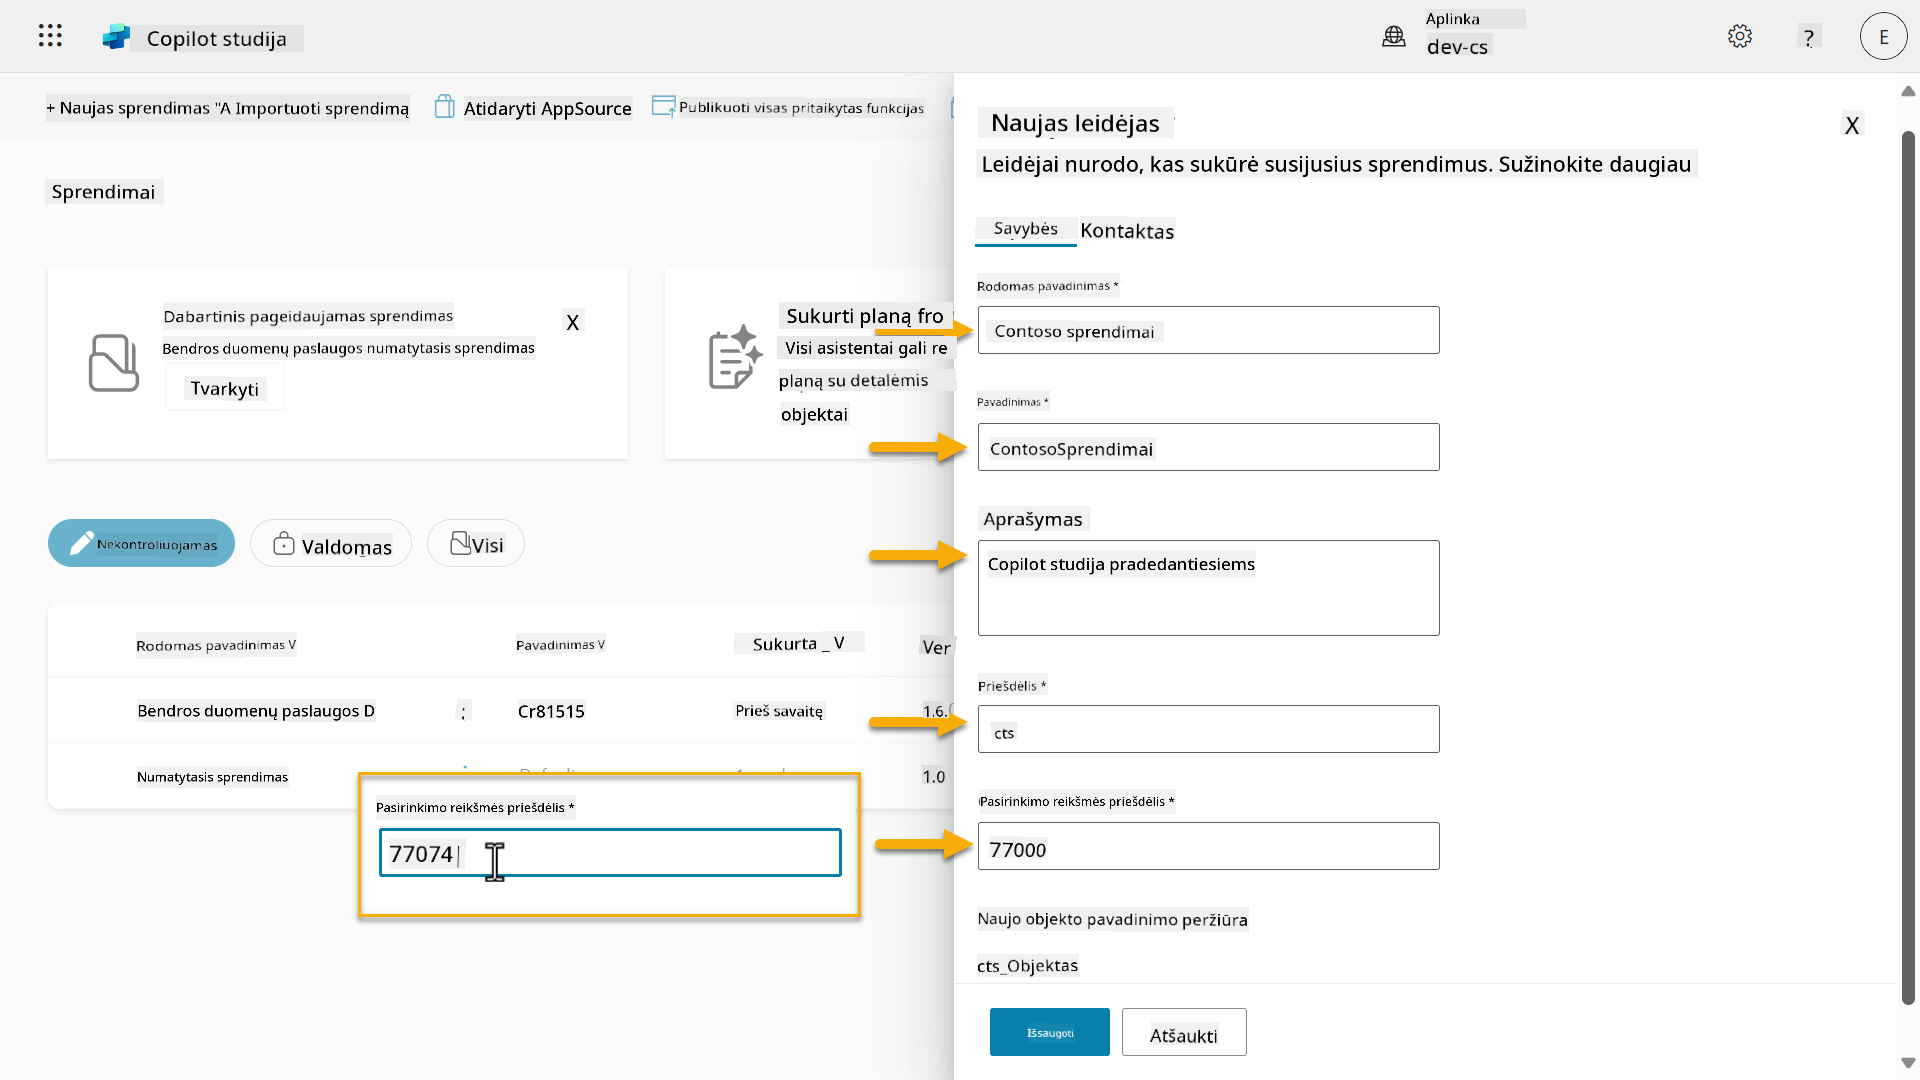 Copilot studija
Aplinka
dev-cs
?
E
+ Naujas sprendimas "A Importuoti sprendimą
Atidaryti AppSource
Publikuoti visas pritaikytas funkcijas
Sprendimai
Dabartinis pageidaujamas sprendimas
X
Bendros duomenų paslaugos numatytasis sprendimas
Tvarkyti
Sukurti planą fro
Visi asistentai gali re
planą su detalėmis
objektai
Nekontroliuojamas
Valdomas
Visi
Rodomas pavadinimas V
Pavadinimas V
Sukurta _ V
Ver
Bendros duomenų paslaugos D
:
Cr81515
Prieš savaitę
1.6.
Numatytasis sprendimas
1.0
Pasirinkimo reikšmės priešdėlis *
77074
Naujas leidėjas
X
Leidėjai nurodo, kas sukūrė susijusius sprendimus. Sužinokite daugiau
Savybės
Kontaktas
Rodomas pavadinimas *
Contoso sprendimai
Pavadinimas *
ContosoSprendimai
Aprašymas
Copilot studija pradedantiesiems
Priešdėlis *
cts
Pasirinkimo reikšmės priešdėlis *
77000
Naujo objekto pavadinimo peržiūra
cts_Objektas
Išsaugoti
Atšaukti